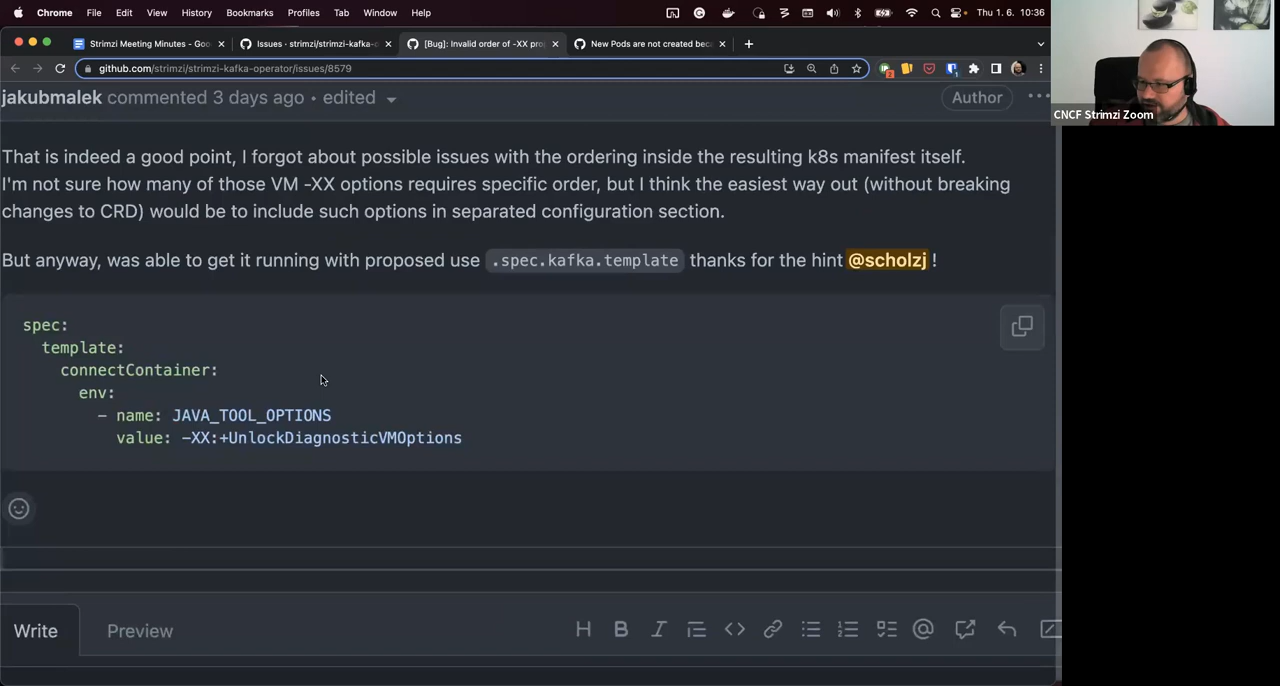 Chrome File Edit View History Bookmarks Profiles Tab Window Help Thu 1. 6. 10:36
Strimzi Meeting Minutes - Goo
Issues · strimzi/strimzi-kafka-o
[Bug]: Invalid order of -XX pro
New Pods are not created beca
github.com/strimzi/strimzi-kafka-operator/issues/8579
CNCF Strimzi Zoom
jakubmalek commented 3 days ago • edited
Author
That is indeed a good point, I forgot about possible issues with the ordering inside the resulting k8s manifest itself.
I'm not sure how many of those VM -XX options requires specific order, but I think the easiest way out (without breaking
changes to CRD) would be to include such options in separated configuration section.
But anyway, was able to get it running with proposed use .spec.kafka.template thanks for the hint @scholzj !
spec:
template:
connectContainer:
env:
- name: JAVA_TOOL_OPTIONS
value: -XX:+UnlockDiagnosticVMOptions
Write Preview